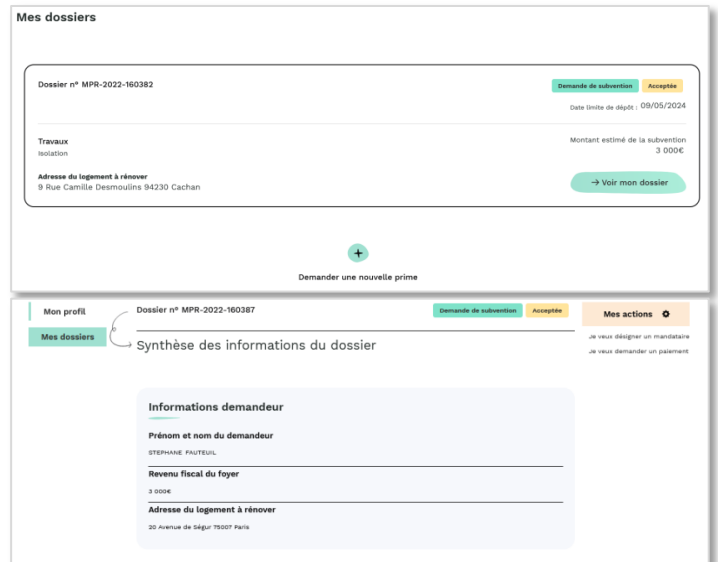 Mes dossiers
Dossier n° MPR-2022-160382
Demande de subvention Acceptée
Date limite de dépôt : 09/05/2024
Travaux
Isolation
Montant estimé de la subvention
3 000€
Adresse du logement à rénover
9 Rue Camille Desmoulins 94230 Cachan
→ Voir mon dossier
+
Demander une nouvelle prime
Mon profil
Mes dossiers
Dossier n° MPR-2022-160387
Demande de subvention Acceptée
Synthèse des informations du dossier
Mes actions
Je veux désigner un mandataire
Je veux demander un paiement
Informations demandeur
Prénom et nom du demandeur
STEPHANE FAUTEUIL
Revenu fiscal du foyer
3 000€
Adresse du logement à rénover
20 Avenue de Ségur 75007 Paris